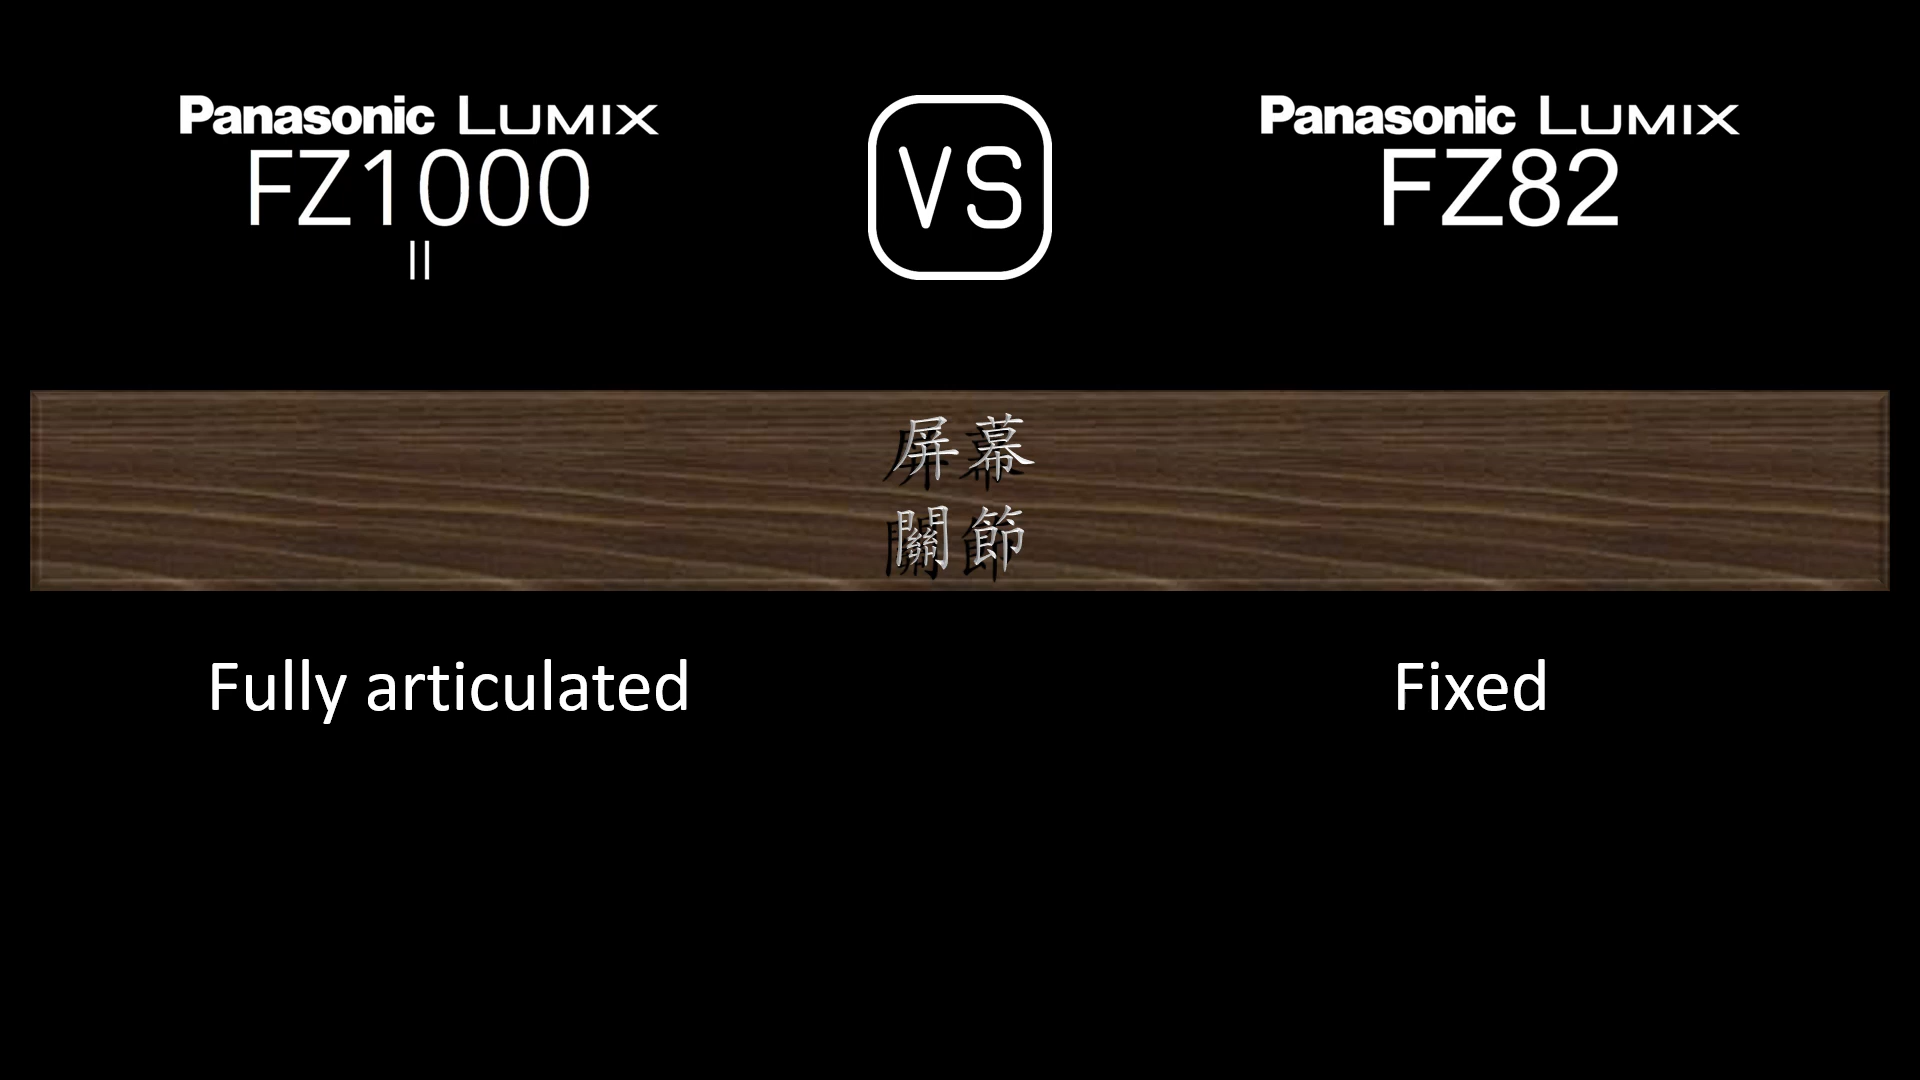 Panasonic LUMIX
FZ1000
II
VS
Panasonic LUMIX
FZ82
屏幕
關節
Fully articulated
Fixed